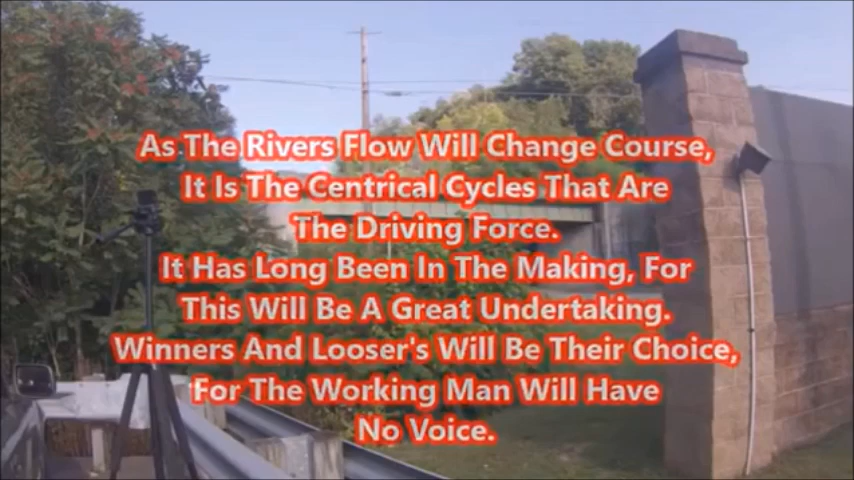 As The Rivers Flow Will Change Course,
It Is The Centrical Cycles That Are
The Driving Force.
It Has Long Been In The Making, For
This Will Be A Great Undertaking.
Winners And Looser's Will Be Their Choice,
For The Working Man Will Have
No Voice.